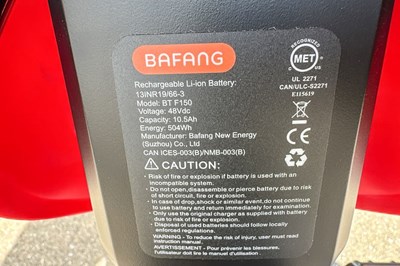 BAFANG
Rechargeable Li-ion Battery:
13INR19/66-3
Model: BT F150
Voltage: 48Vdc
Capacity: 10.5Ah
Energy: 504Wh
Manufacturer: Bafang New Energy
(Suzhou) Co., Ltd
CAN ICES-003(B)/NMB-003(B)
RECOGNIZED
C MET US
UL 2271
CAN/ULC-S2271
E115619
CAUTION:
• Risk of fire or explosion if battery is used with an
incompatible system.
• Do not open,disassemble or pierce battery due to risk
of short circuit, fire, or explosion.
• In case of drop,shock or similar event,do not continue
to use battery and return immediately for examination.
• Only use the original charger as supplied with battery
due to risk of fire or explosion.
• Disposal of used batteries should follow locally
enforced regulations.
WARNING - To reduce the risk of injury, user must read
instruction manual.
AVERTISSEMENT - Pour prévenir les blessures,
l'utilisateur doit lire le manuel d'instructions